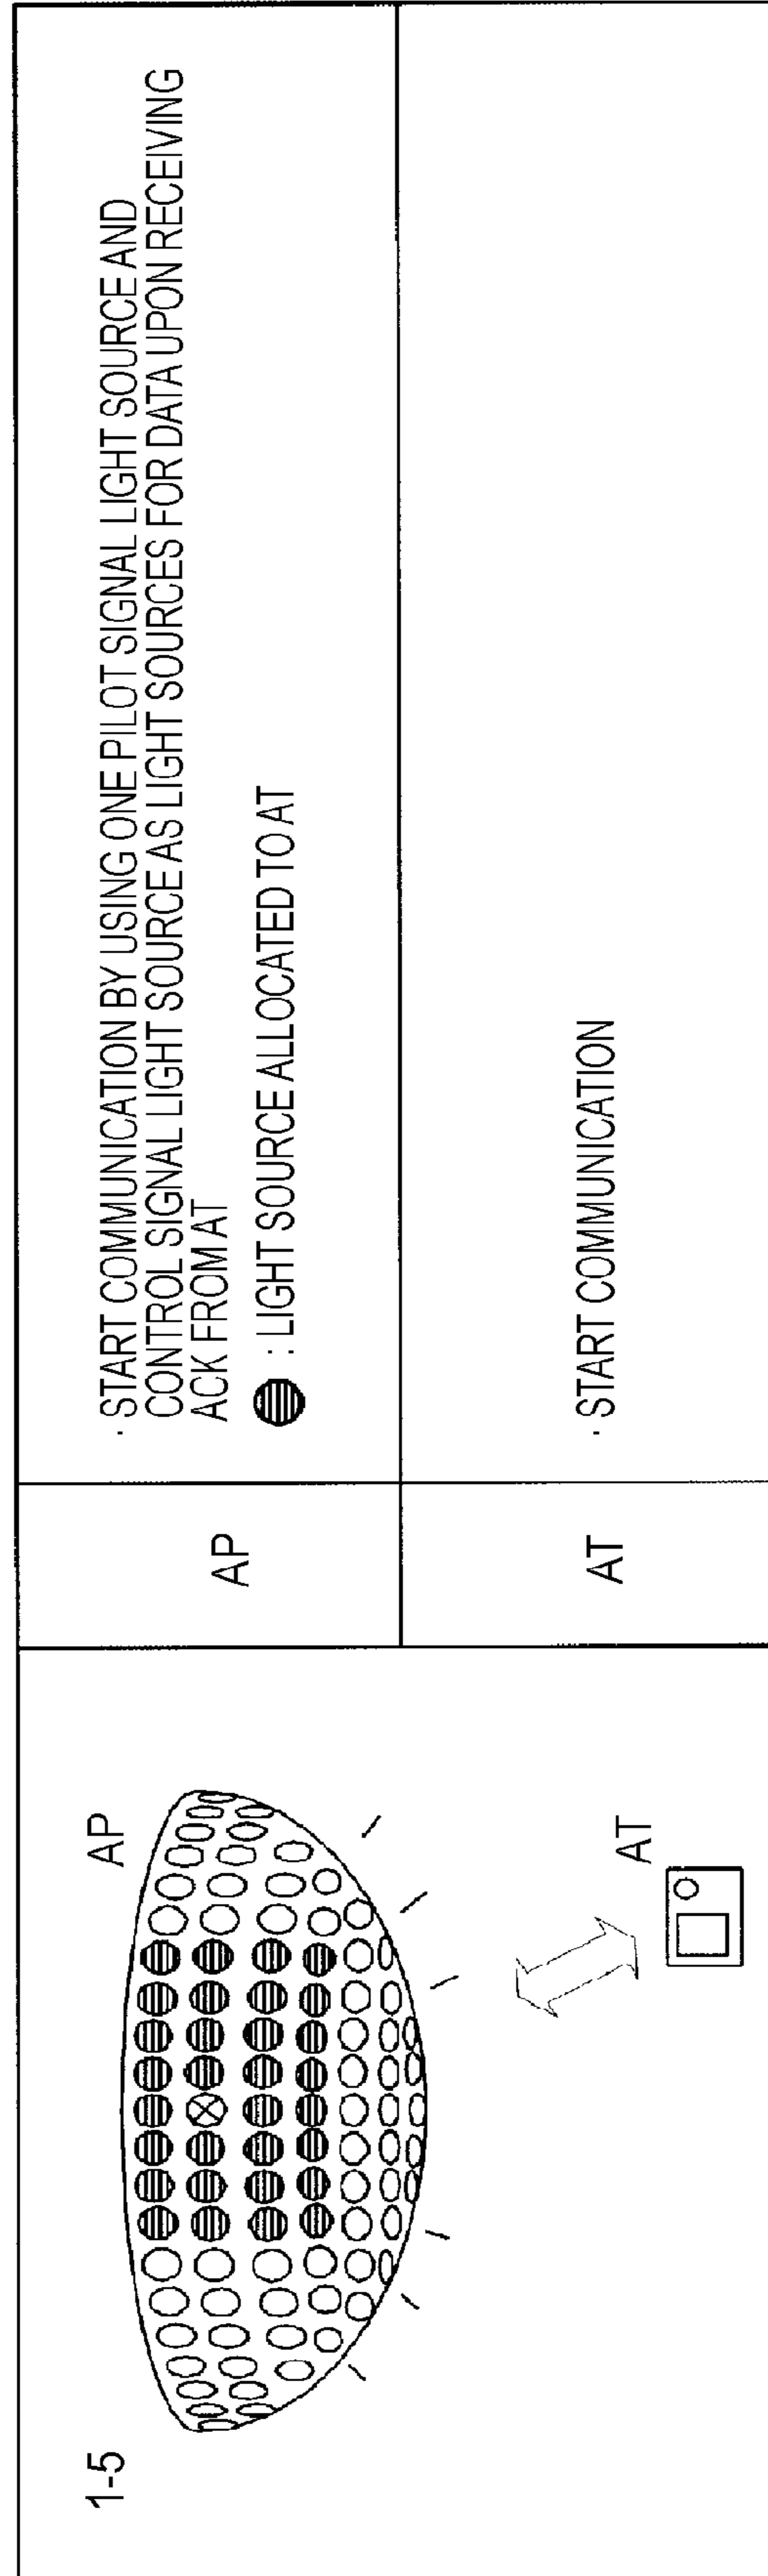 1-5
AP
AT
AP
· START COMMUNICATION BY USING ONE PILOT SIGNAL LIGHT SOURCE AND
CONTROL SIGNAL LIGHT SOURCE AS LIGHT SOURCES FOR DATA UPON RECEIVING
ACK FROM AT
: LIGHT SOURCE ALLOCATED TO AT
AT
· START COMMUNICATION